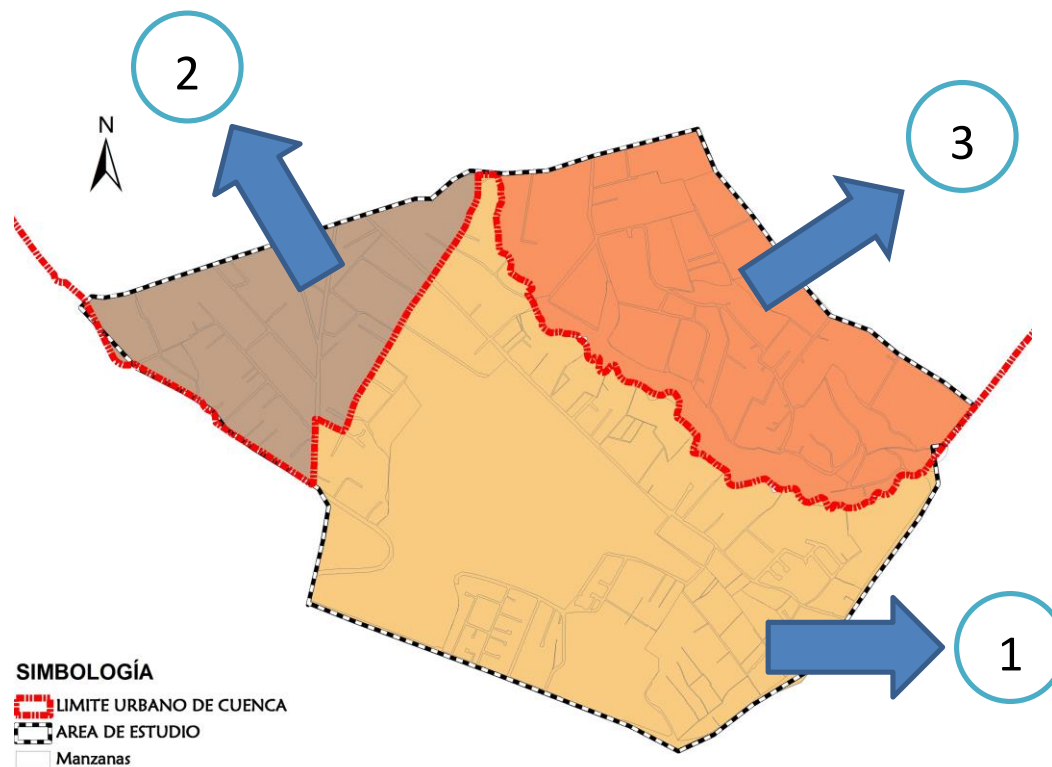 2
N
3
1
SIMBOLOGÍA
LIMITE URBANO DE CUENCA
AREA DE ESTUDIO
Manzanas